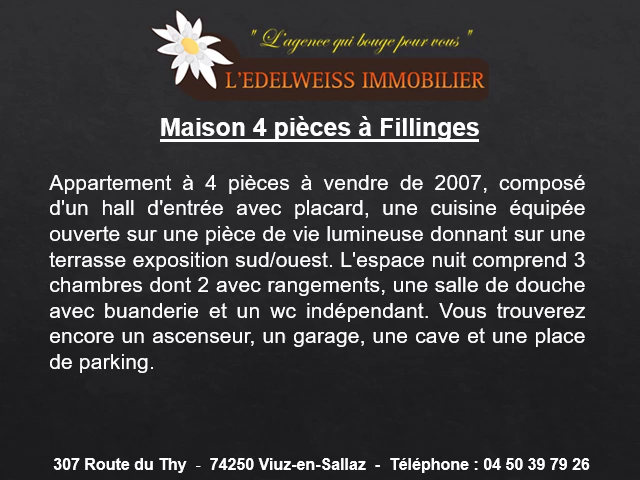 " L'agence qui bouge pour vous "
L'EDELWEISS IMMOBILIER
Maison 4 pièces à Fillinges
Appartement à 4 pièces à vendre de 2007, composé
d'un hall d'entrée avec placard, une cuisine équipée
ouverte sur une pièce de vie lumineuse donnant sur une
terrasse exposition sud/ouest. L'espace nuit comprend 3
chambres dont 2 avec rangements, une salle de douche
avec buanderie et un wc indépendant. Vous trouverez
encore un ascenseur, un garage, une cave et une place
de parking.
307 Route du Thy - 74250 Viuz-en-Sallaz - Téléphone : 04 50 39 79 26